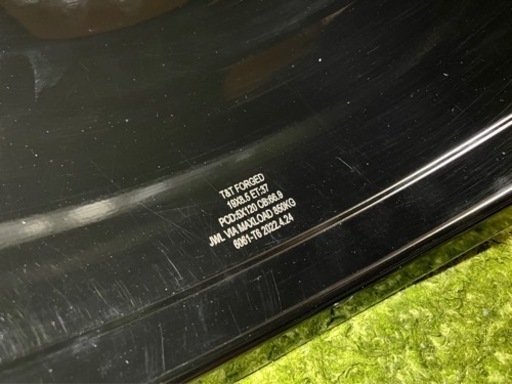 T&T FORGED
19X8.5 ET:37
PCD:5X120 CB:66.9
JWL VIA MAXLOAD 850KG
6061-T6 2022.4.24